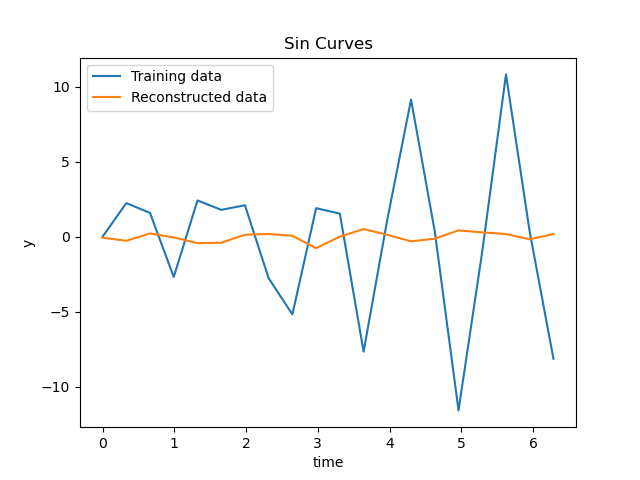 Sin Curves
Training data
Reconstructed data
10
5
0
−5
−10
y
0 1 2 3 4 5 6
time